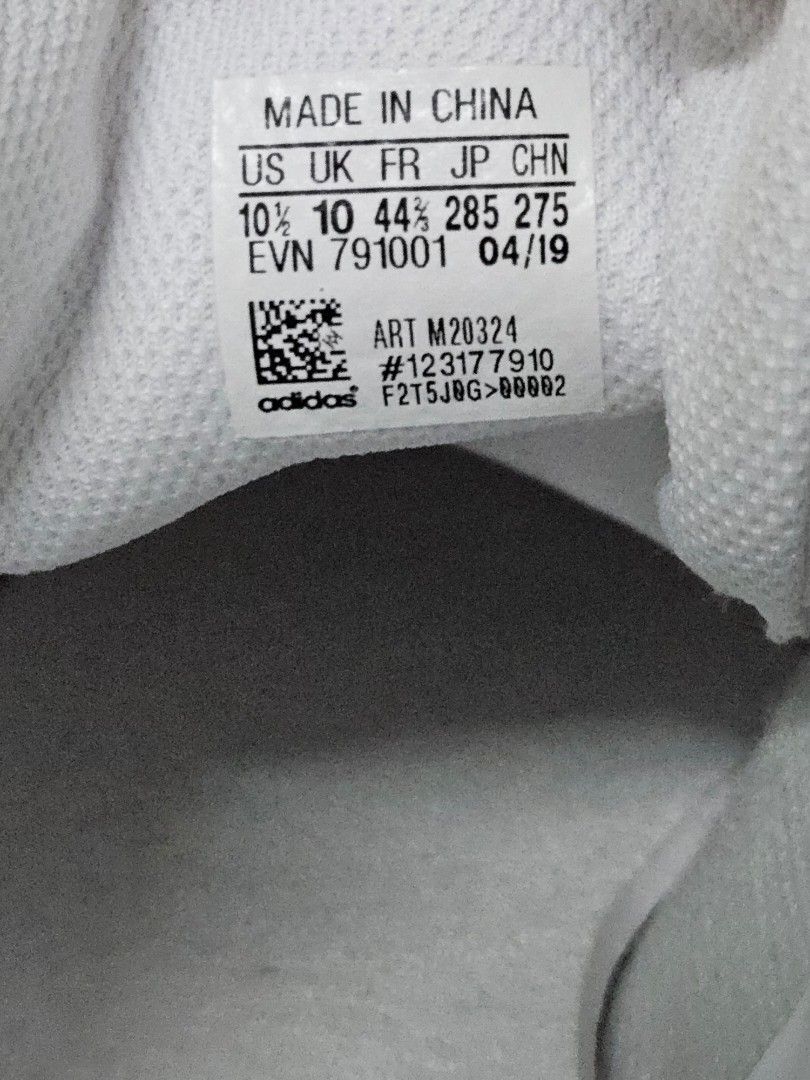 MADE IN CHINA
US UK FR JP CHN
10½ 10 44⅔ 285 275
EVN 791001 04/19
ART M20324
#123177910
adidas F2T5J0G>00002